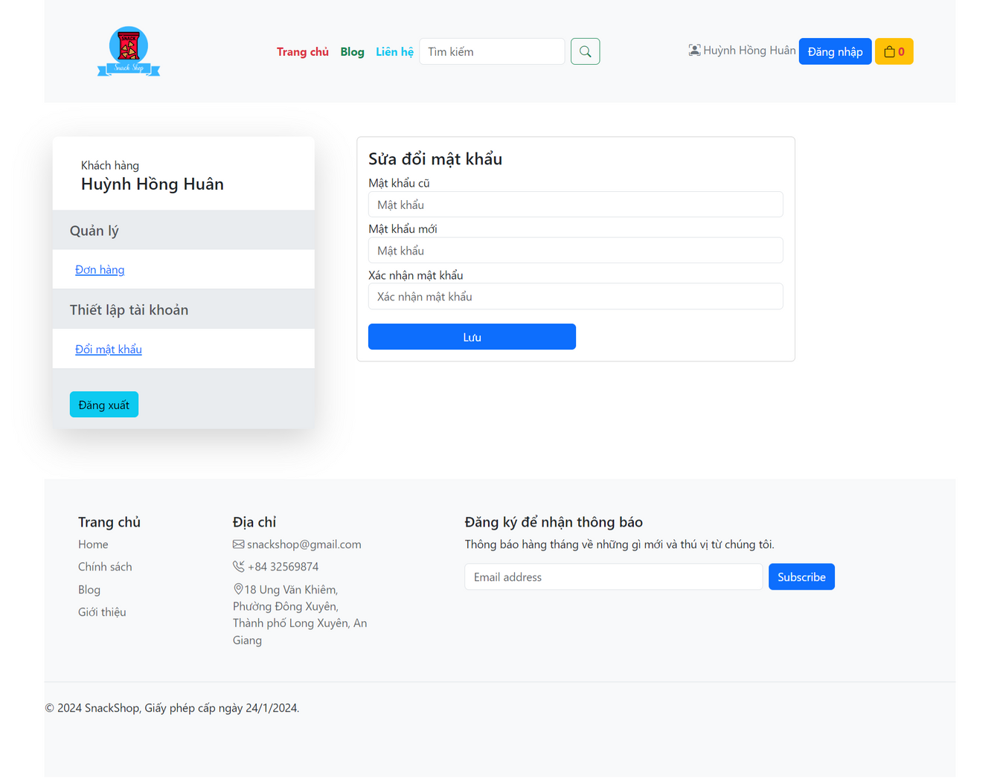 SNACK
Snack Shop
Trang chủ
Blog
Liên hệ
Tìm kiếm
Huỳnh Hồng Huân
Đăng nhập
0
Khách hàng
Huỳnh Hồng Huân
Quản lý
Đơn hàng
Thiết lập tài khoản
Đổi mật khẩu
Đăng xuất
Sửa đổi mật khẩu
Mật khẩu cũ
Mật khẩu
Mật khẩu mới
Mật khẩu
Xác nhận mật khẩu
Xác nhận mật khẩu
Lưu
Trang chủ
Home
Chính sách
Blog
Giới thiệu
Địa chỉ
snackshop@gmail.com
+84 32569874
18 Ung Văn Khiêm,
Phường Đông Xuyên,
Thành phố Long Xuyên, An
Giang
Đăng ký để nhận thông báo
Thông báo hàng tháng về những gì mới và thú vị từ chúng tôi.
Email address
Subscribe
© 2024 SnackShop, Giấy phép cấp ngày 24/1/2024.